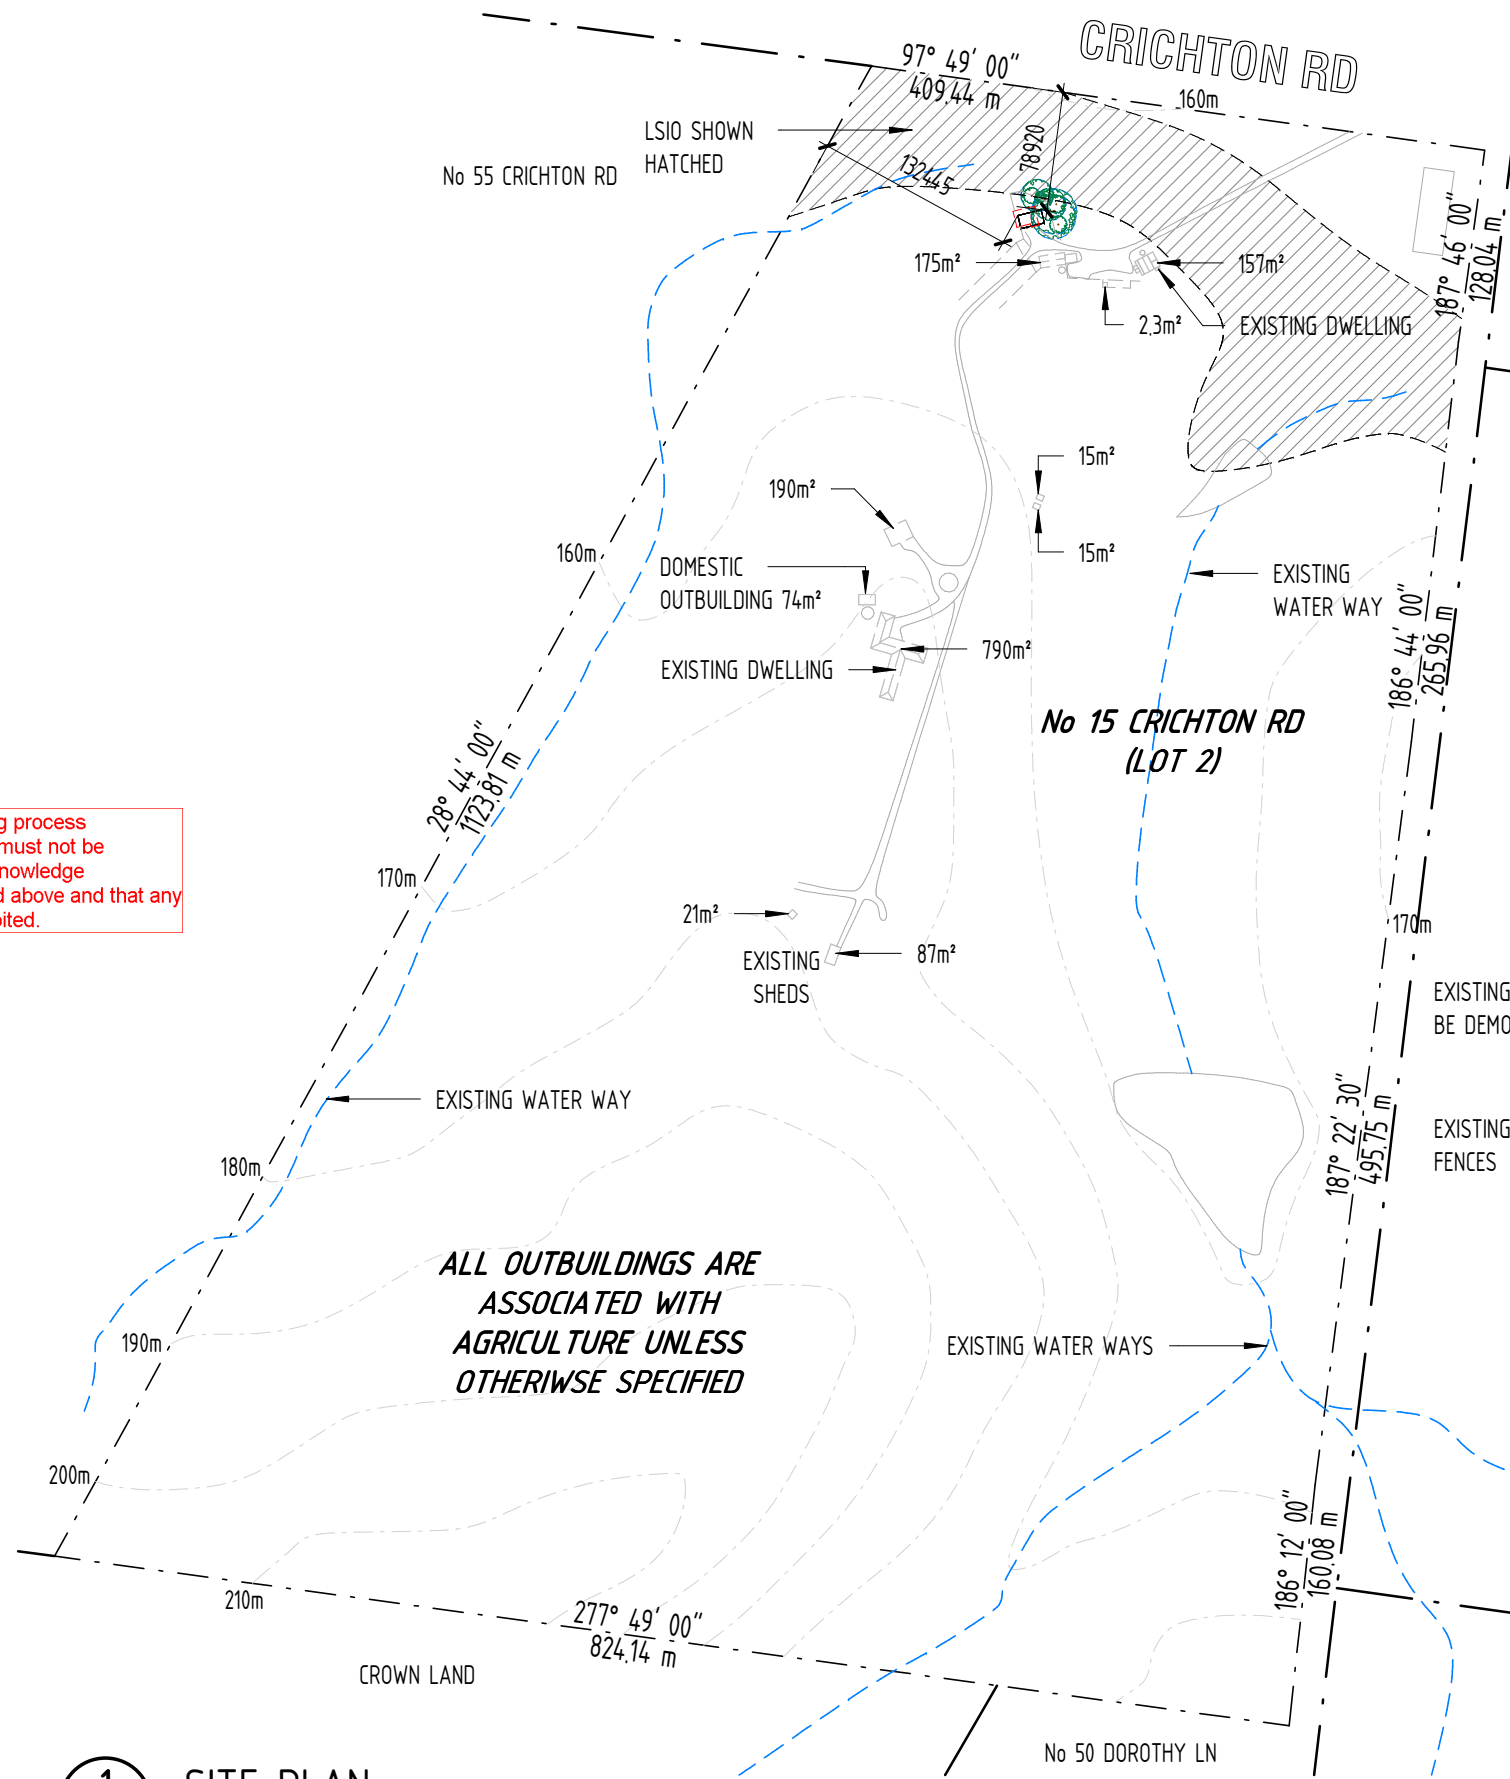 CRICHTON RD
97° 49' 00"
409.44 m
160m
LSIO SHOWN
HATCHED
No 55 CRICHTON RD
78920
132445
175m²
157m²
2.3m²
EXISTING DWELLING
187° 46' 00"
128.04 m
15m²
190m²
15m²
160m
DOMESTIC
OUTBUILDING 74m²
EXISTING
WATER WAY
790m²
EXISTING DWELLING
186° 44' 00"
265.96 m
No 15 CRICHTON RD
(LOT 2)
28° 44' 00"
1123.81 m
g process
must not be
nowledge
d above and that any
ited.
170m
21m²
170m
87m²
EXISTING
SHEDS
EXISTING
BE DEMO
EXISTING WATER WAY
187° 22' 30"
495.75 m
EXISTING
FENCES
180m
ALL OUTBUILDINGS ARE
ASSOCIATED WITH
AGRICULTURE UNLESS
OTHERIWSE SPECIFIED
190m
EXISTING WATER WAYS
200m
186° 12' 00"
160.08 m
210m
277° 49' 00"
824.14 m
CROWN LAND
No 50 DOROTHY LN
1
SITE PLAN